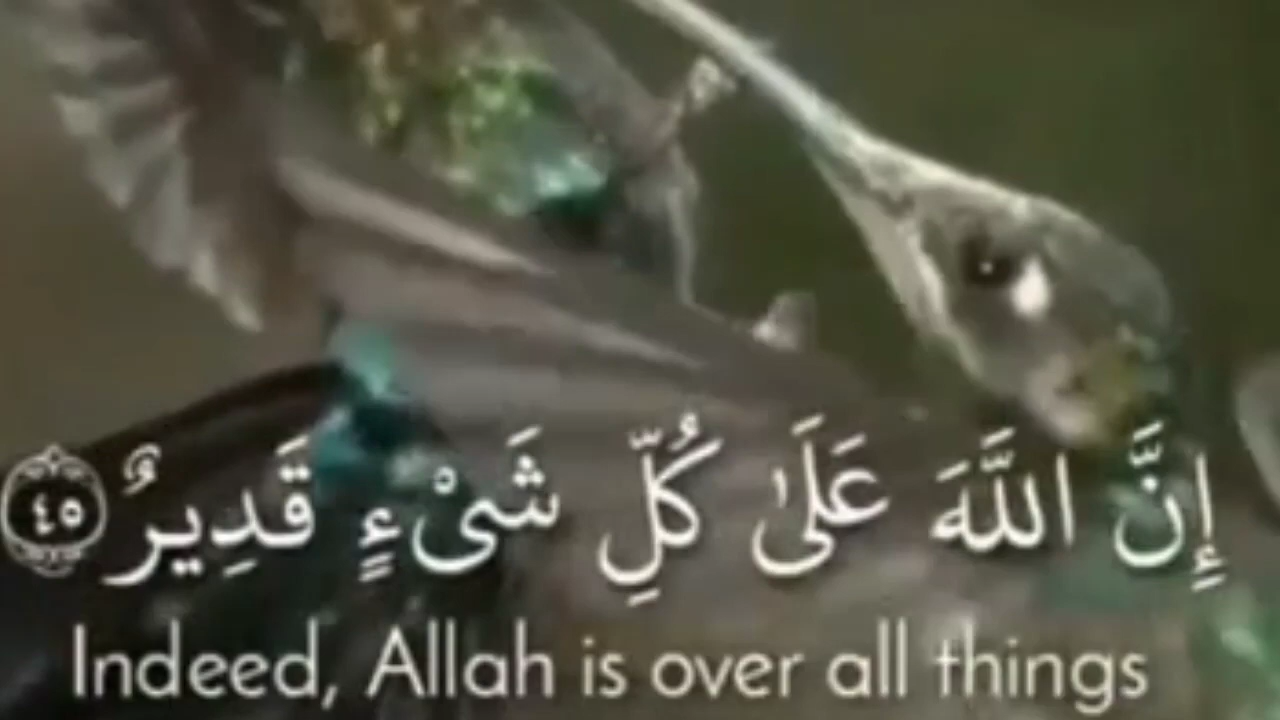 إِنَّ اللَّهَ عَلَىٰ كُلِّ شَىْءٍ قَدِيرٌ ٤٥
Indeed, Allah is over all things